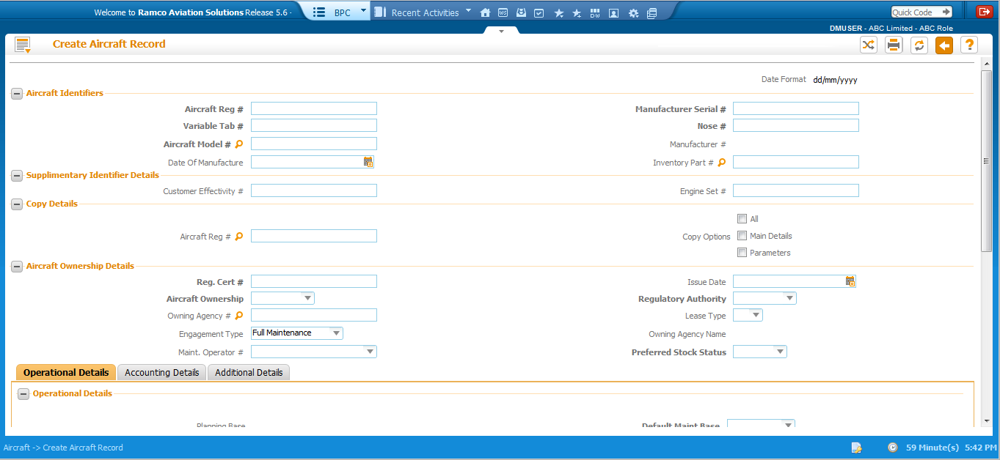 Welcome to Ramco Aviation Solutions Release 5.6 - BPC Recent Activities Quick Code
DMUSER - ABC Limited - ABC Role
Create Aircraft Record
Date Format dd/mm/yyyy
Aircraft Identifiers
Aircraft Reg # Manufacturer Serial #
Variable Tab # Nose #
Aircraft Model # Manufacturer #
Date Of Manufacture Inventory Part #
Supplimentary Identifier Details
Customer Effectivity # Engine Set #
Copy Details
All
Aircraft Reg # Copy Options Main Details
Parameters
Aircraft Ownership Details
Reg. Cert # Issue Date
Aircraft Ownership Regulatory Authority
Owning Agency # Lease Type
Engagement Type Full Maintenance Owning Agency Name
Maint. Operator # Preferred Stock Status
Operational Details Accounting Details Additional Details
Operational Details
Planning Base Default Maint Base
Aircraft -> Create Aircraft Record 59 Minute(s) 5:42 PM